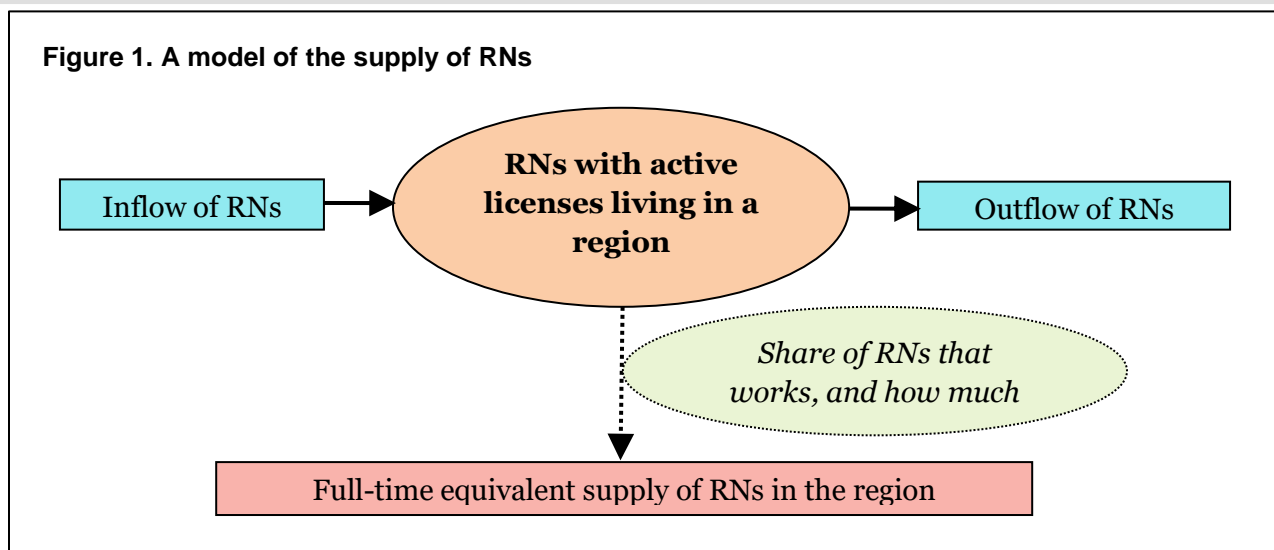 Figure 1. A model of the supply of RNs
RNs with active
licenses living in a
region
Inflow of RNs
Outflow of RNs
Share of RNs that
works, and how much
Full-time equivalent supply of RNs in the region